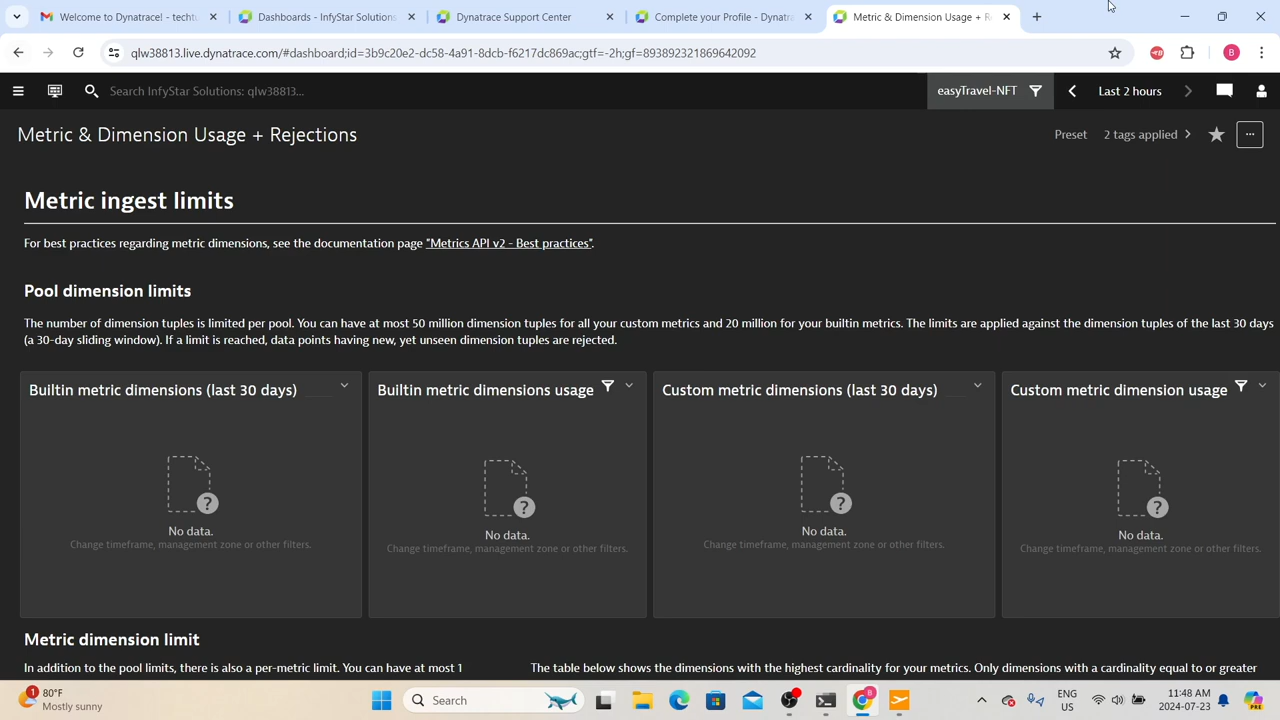 Welcome to Dynatrace! - techt
Dashboards - InfyStar Solutions
Dynatrace Support Center
Complete your Profile - Dynatr
Metric & Dimension Usage + R
qlw38813.live.dynatrace.com/#dashboard;id=3b9c20e2-dc58-4a91-8dcb-f6217dc869ac;gtf=-2h;gf=893892321869642092
B
Search InfyStar Solutions: qlw38813...
easyTravel-NFT
Last 2 hours
Metric & Dimension Usage + Rejections
Preset
2 tags applied
Metric ingest limits
For best practices regarding metric dimensions, see the documentation page "Metrics API v2 - Best practices".
Pool dimension limits
The number of dimension tuples is limited per pool. You can have at most 50 million dimension tuples for all your custom metrics and 20 million for your builtin metrics. The limits are applied against the dimension tuples of the last 30 days
(a 30-day sliding window). If a limit is reached, data points having new, yet unseen dimension tuples are rejected.
Builtin metric dimensions (last 30 days)
Builtin metric dimensions usage
Custom metric dimensions (last 30 days)
Custom metric dimension usage
No data.
Change timeframe, management zone or other filters.
No data.
Change timeframe, management zone or other filters.
No data.
Change timeframe, management zone or other filters.
No data.
Change timeframe, management zone or other filters.
Metric dimension limit
In addition to the pool limits, there is also a per-metric limit. You can have at most 1
The table below shows the dimensions with the highest cardinality for your metrics. Only dimensions with a cardinality equal to or greater
1
80°F
Mostly sunny
Search
ENG
US
11:48 AM
2024-07-23
PRE